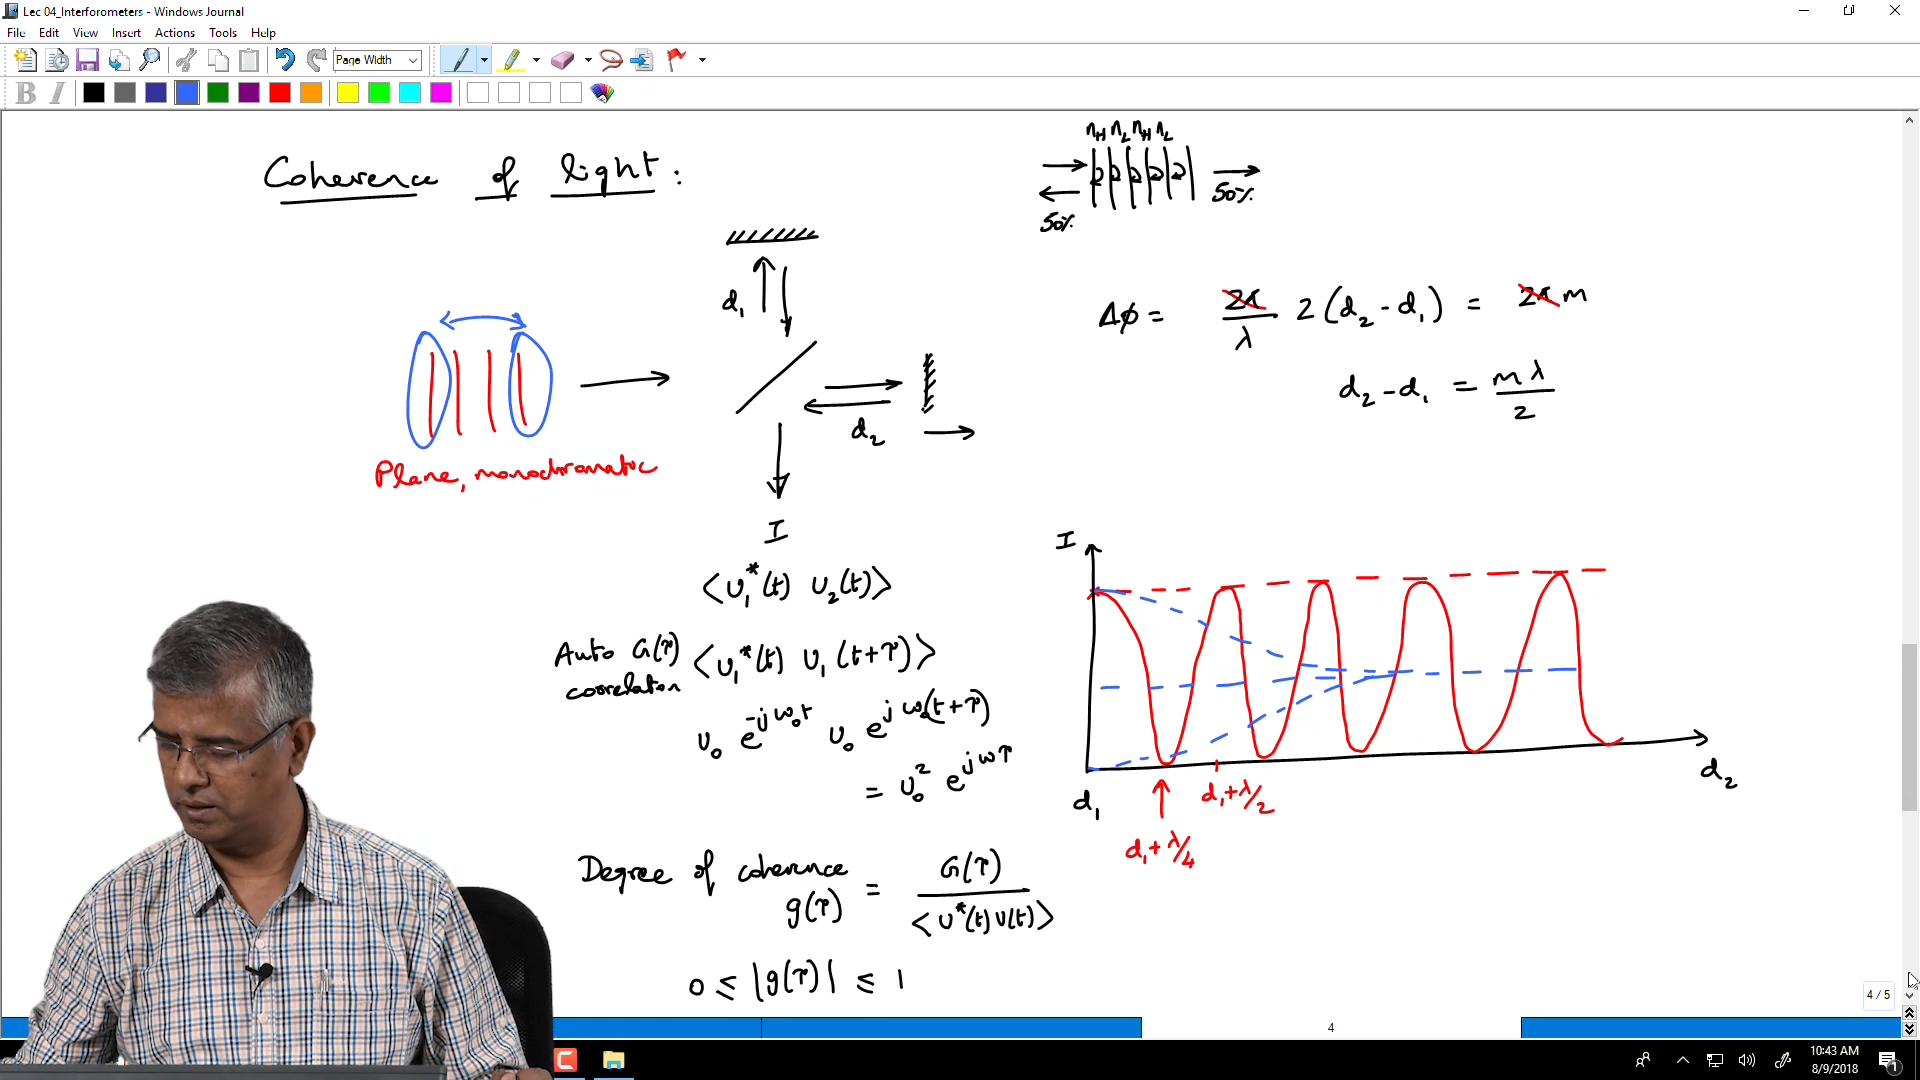 Lec 04_Interforometers - Windows Journal
File Edit View Insert Actions Tools Help
Page Width
B I
Coherence of light :
n_H n_L n_H n_L
50%
50%
d₁
Δφ = 2π/λ 2(d₂ - d₁) = 2π m
d₂ - d₁ = mλ/2
d₂
Plane, monochromatic
I
<U₁*(t) U₂(t)>
Auto G(τ) <U₁*(t) U₁(t+τ)>
correlation
U₀ e^{-jω₀t} U₀ e^{jω₀(t+τ)}
= U₀² e^{jωτ}
Degree of coherence
g(τ) = G(τ)/<U*(t)U(t)>
0 ≤ |g(τ)| ≤ 1
I
d₂
d₁
d₁+λ/2
d₁+λ/4
4 / 5
4
10:43 AM
8/9/2018
1